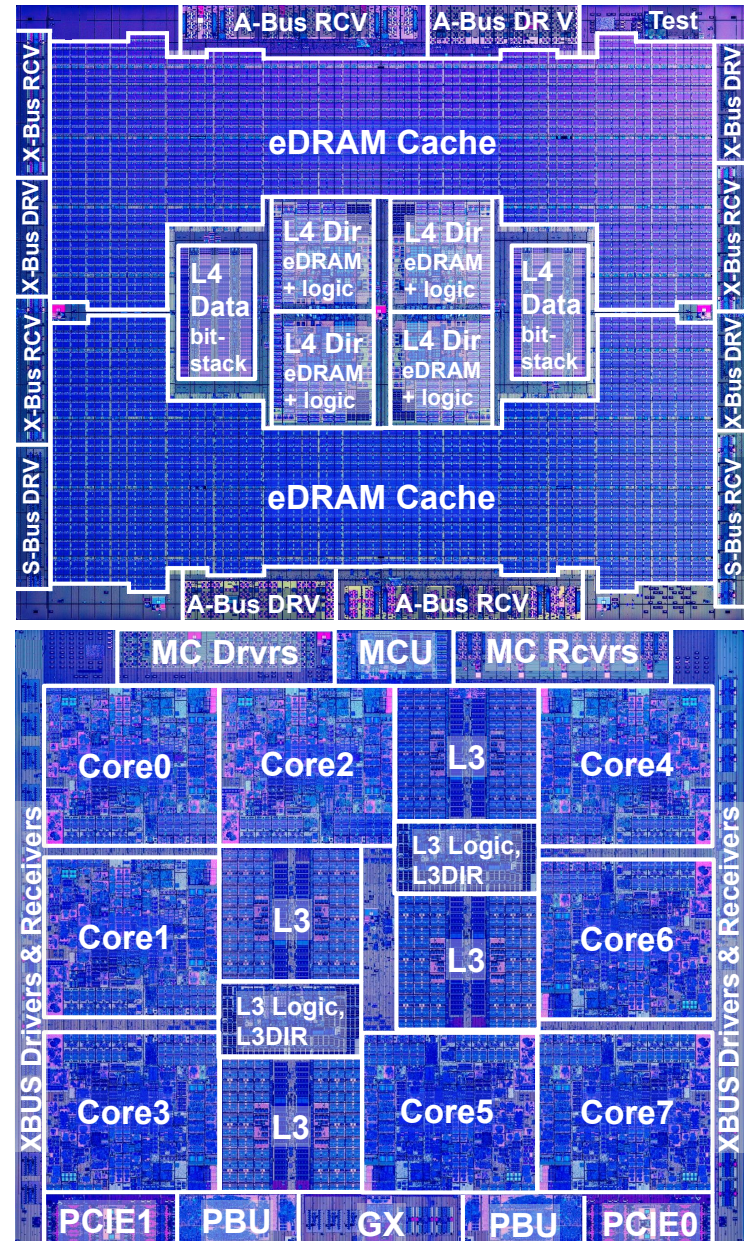 A-Bus RCV
A-Bus DR V
Test
X-Bus RCV
X-Bus DRV
X-Bus RCV
S-Bus DRV
X-Bus DRV
X-Bus RCV
X-Bus DRV
S-Bus RCV
eDRAM Cache
L4
Data
bit-
stack
L4 Dir
eDRAM
+ logic
L4 Dir
eDRAM
+ logic
L4 Dir
eDRAM
+ logic
L4 Dir
eDRAM
+ logic
L4
Data
bit-
stack
eDRAM Cache
A-Bus DRV
A-Bus RCV
MC Drvrs
MCU
MC Rcvrs
XBUS Drivers & Receivers
XBUS Drivers & Receivers
Core0
Core2
L3
Core4
L3 Logic,
L3DIR
Core1
L3
L3
Core6
L3 Logic,
L3DIR
Core3
L3
Core5
Core7
PCIE1
PBU
GX
PBU
PCIE0